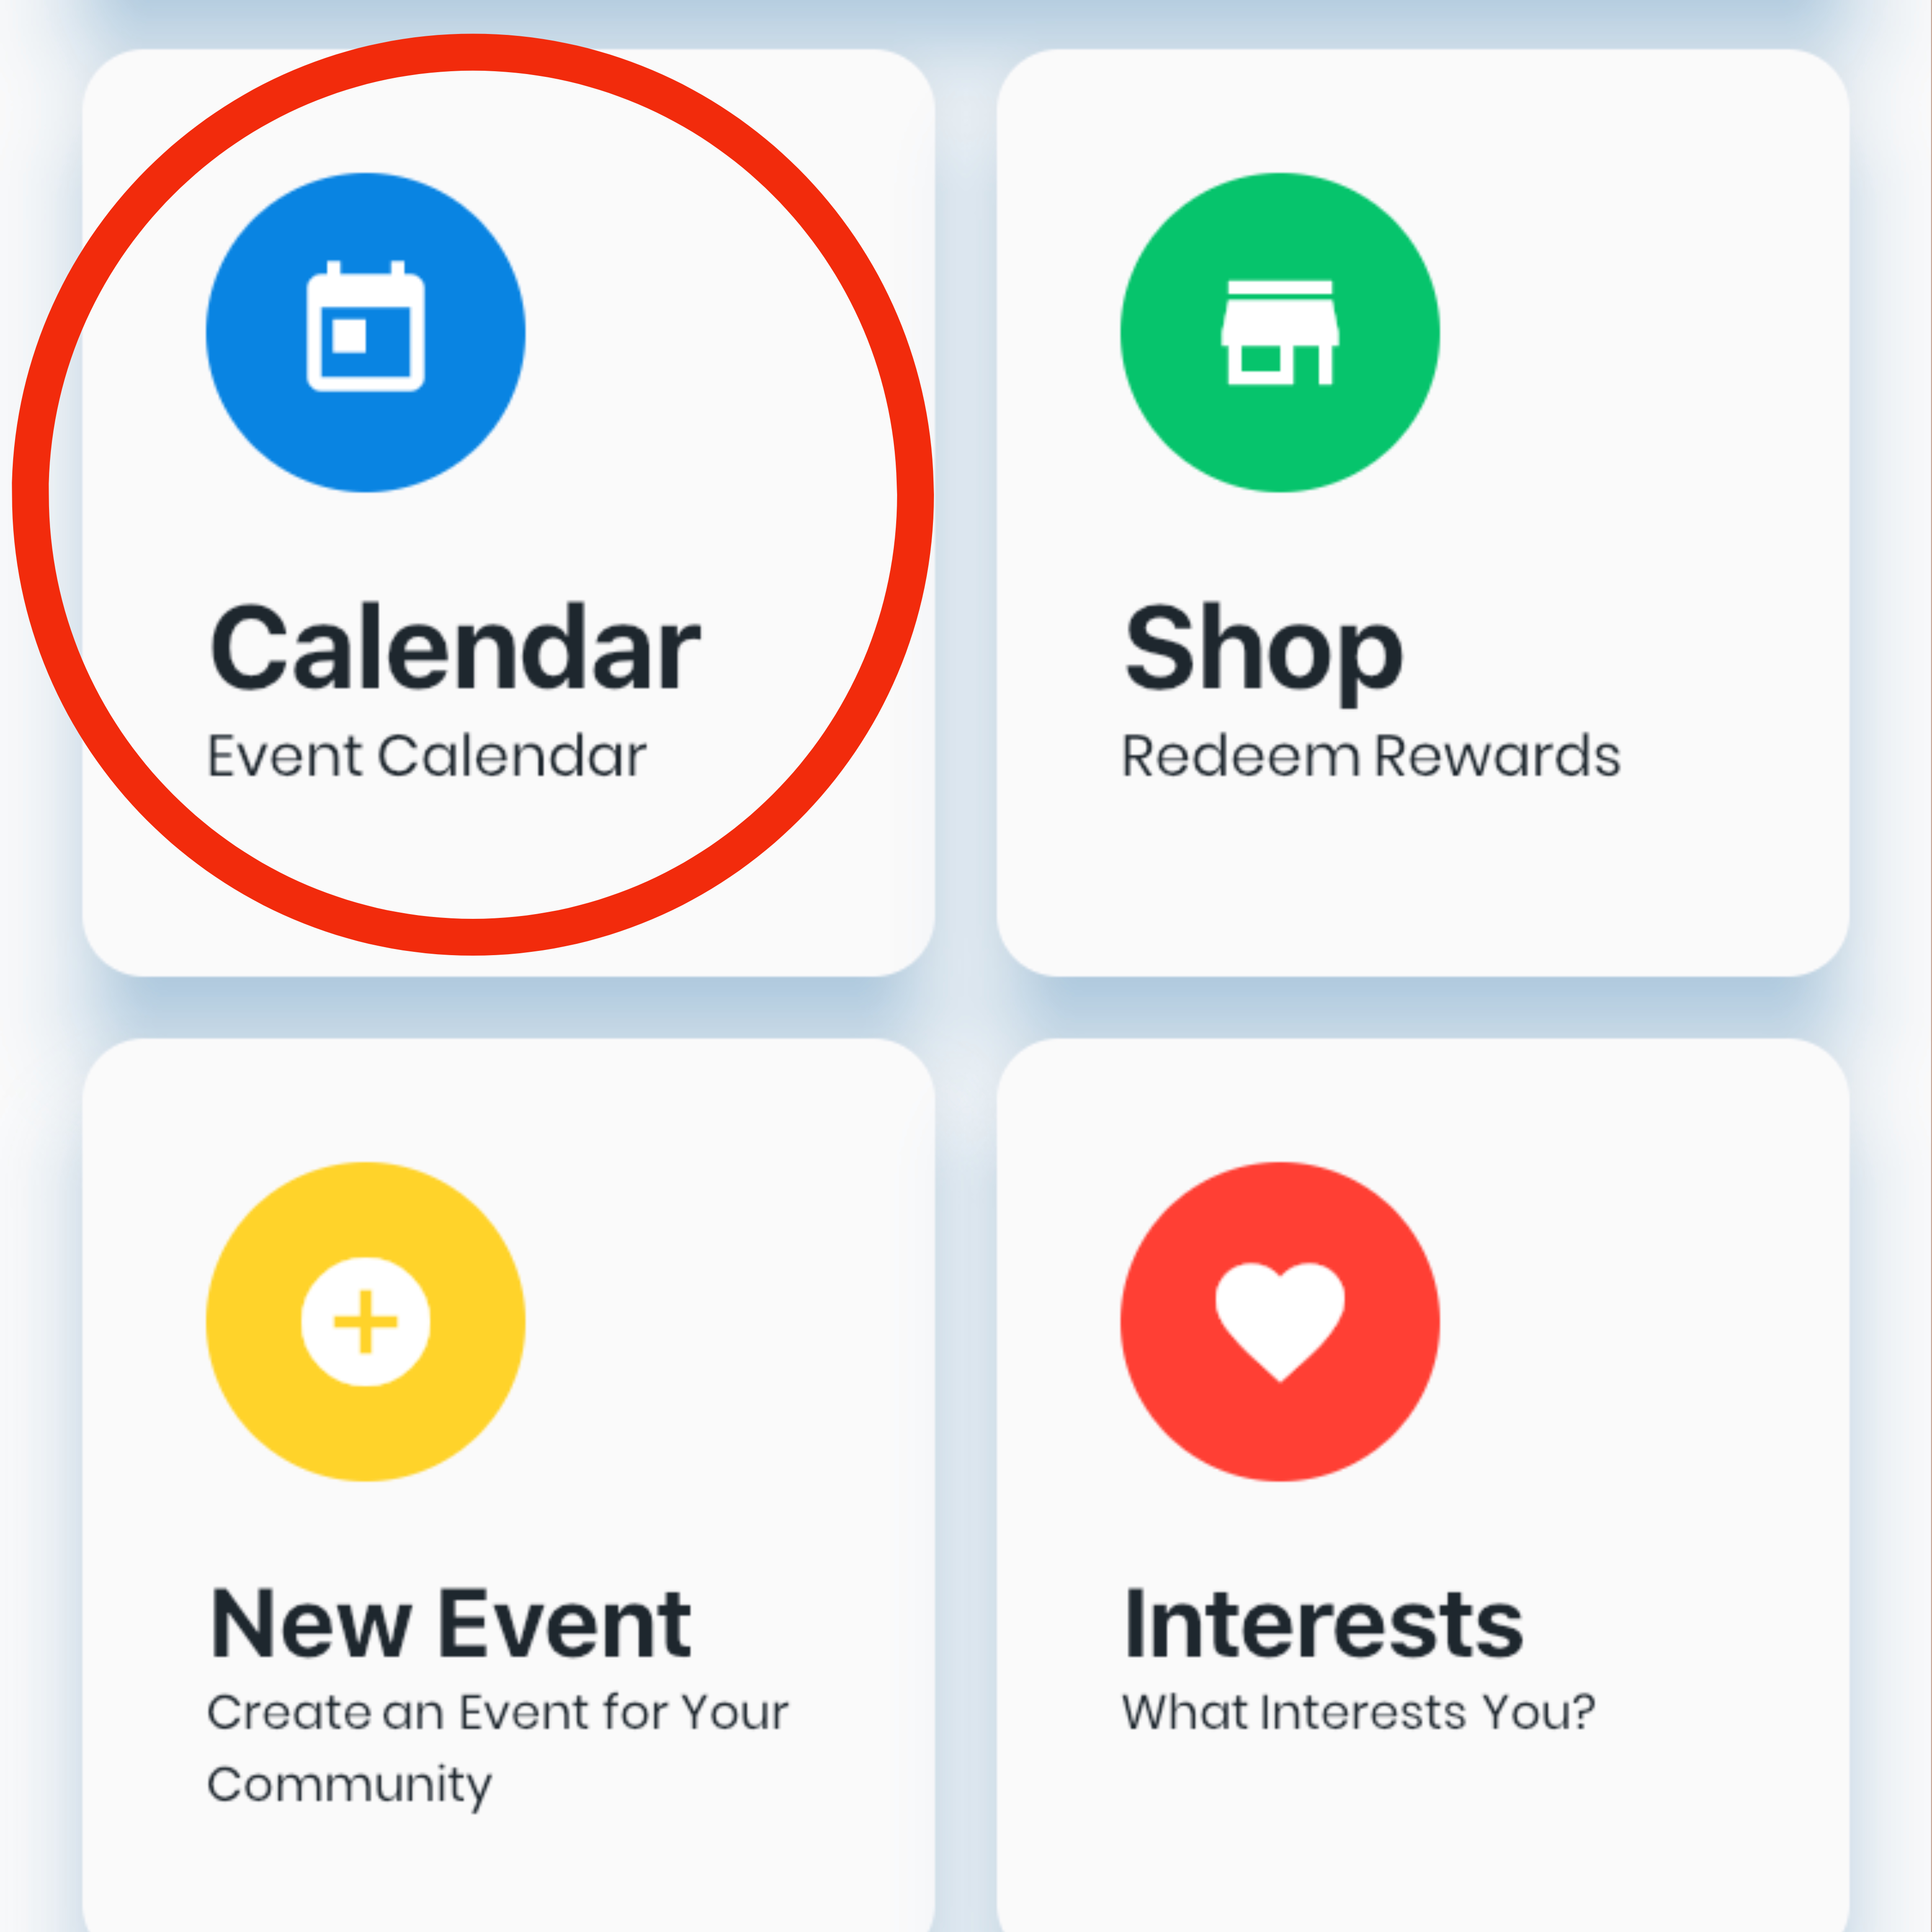 Calendar
Event Calendar
Shop
Redeem Rewards
New Event
Create an Event for Your
Community
Interests
What Interests You?